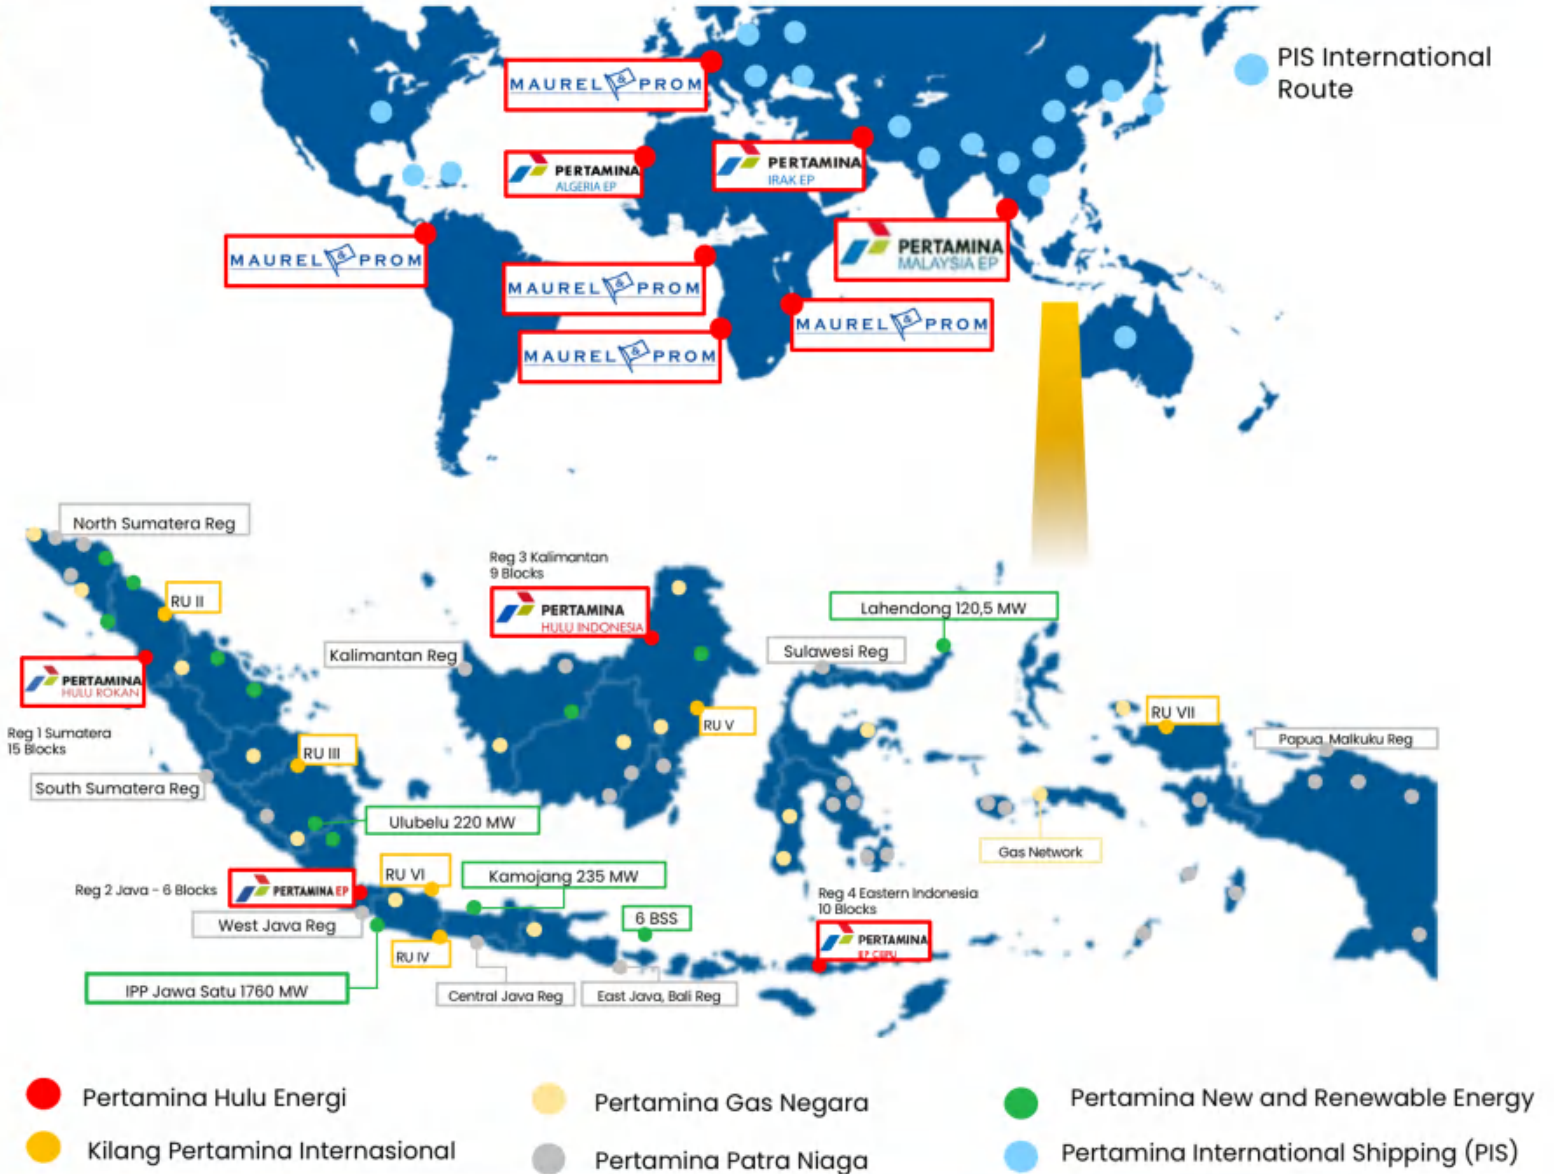 PIS International
Route
MAUREL & PROM
PERTAMINA
ALGERIA EP
PERTAMINA
IRAK EP
MAUREL & PROM
PERTAMINA
MALAYSIA EP
MAUREL & PROM
MAUREL & PROM
MAUREL & PROM
North Sumatera Reg
RU II
Reg 3 Kalimantan
9 Blocks
PERTAMINA
HULU INDONESIA
Lahendong 120,5 MW
Kalimantan Reg
Sulawesi Reg
PERTAMINA
HULU ROKAN
Reg 1 Sumatera
15 Blocks
RU III
RU V
RU VII
Papua, Malkuku Reg
South Sumatera Reg
Ulubelu 220 MW
Gas Network
Reg 2 Java - 6 Blocks
PERTAMINA EP
RU VI
Kamojang 235 MW
Reg 4 Eastern Indonesia
10 Blocks
West Java Reg
6 BSS
PERTAMINA
EP CEPU
RU IV
IPP Jawa Satu 1760 MW
Central Java Reg
East Java, Bali Reg
Pertamina Hulu Energi
Pertamina Gas Negara
Pertamina New and Renewable Energy
Kilang Pertamina Internasional
Pertamina Patra Niaga
Pertamina International Shipping (PIS)